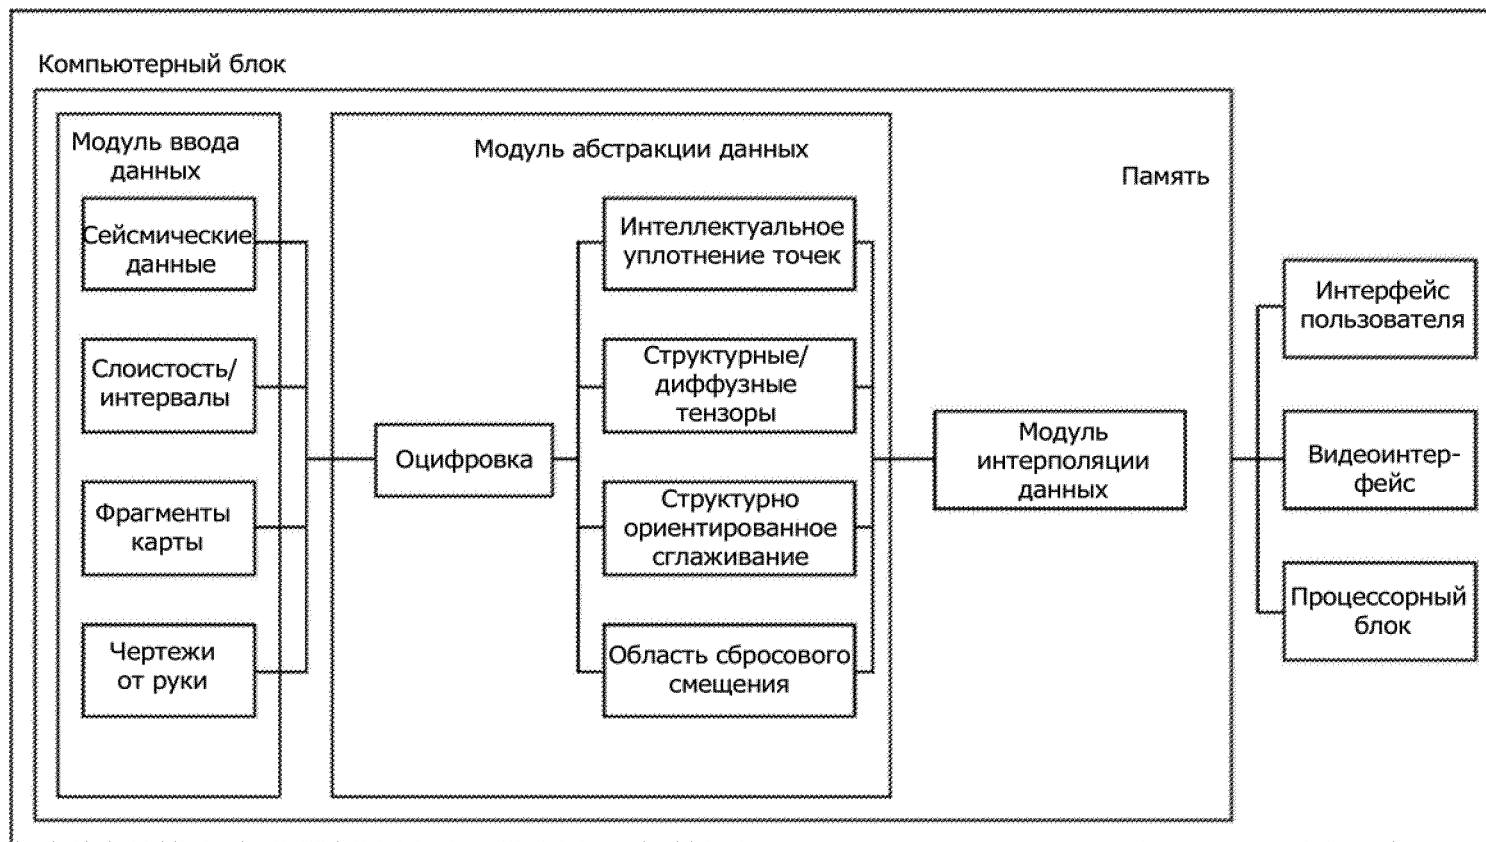 Компьютерный блок
Модуль ввода
данных
Модуль абстракции данных
Память
Сейсмические
данные
Слоистость/
интервалы
Фрагменты
карты
Чертежи
от руки
Оцифровка
Интеллектуальное
уплотнение точек
Структурные/
диффузные
тензоры
Структурно
ориентированное
сглаживание
Область сбросового
смещения
Модуль
интерполяции
данных
Интерфейс
пользователя
Видеоинтер-
фейс
Процессорный
блок